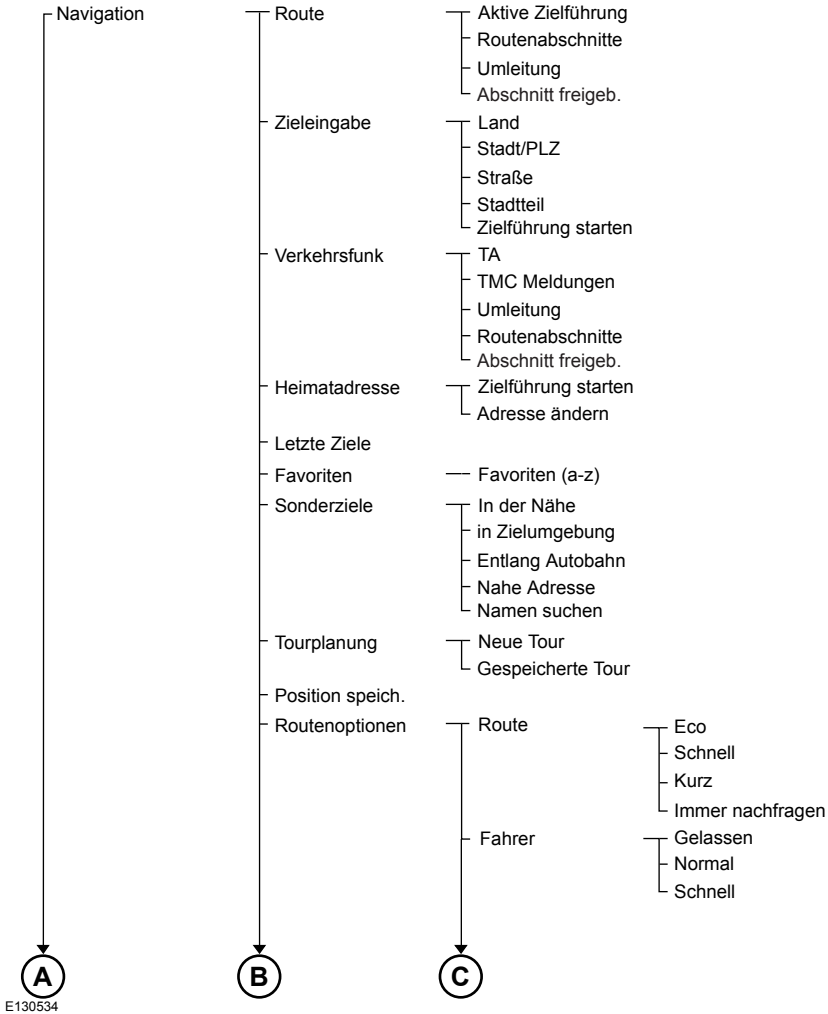 Navigation
Route
Aktive Zielführung
Routenabschnitte
Umleitung
Abschnitt freigeb.
Zieleingabe
Land
Stadt/PLZ
Straße
Stadtteil
Zielführung starten
Verkehrsfunk
TA
TMC Meldungen
Umleitung
Routenabschnitte
Abschnitt freigeb.
Heimatadresse
Zielführung starten
Adresse ändern
Letzte Ziele
Favoriten
Favoriten (a-z)
Sonderziele
In der Nähe
in Zielumgebung
Entlang Autobahn
Nahe Adresse
Namen suchen
Tourplanung
Neue Tour
Gespeicherte Tour
Position speich.
Routenoptionen
Route
Eco
Schnell
Kurz
Immer nachfragen
Fahrer
Gelassen
Normal
Schnell
A
B
C
E130534